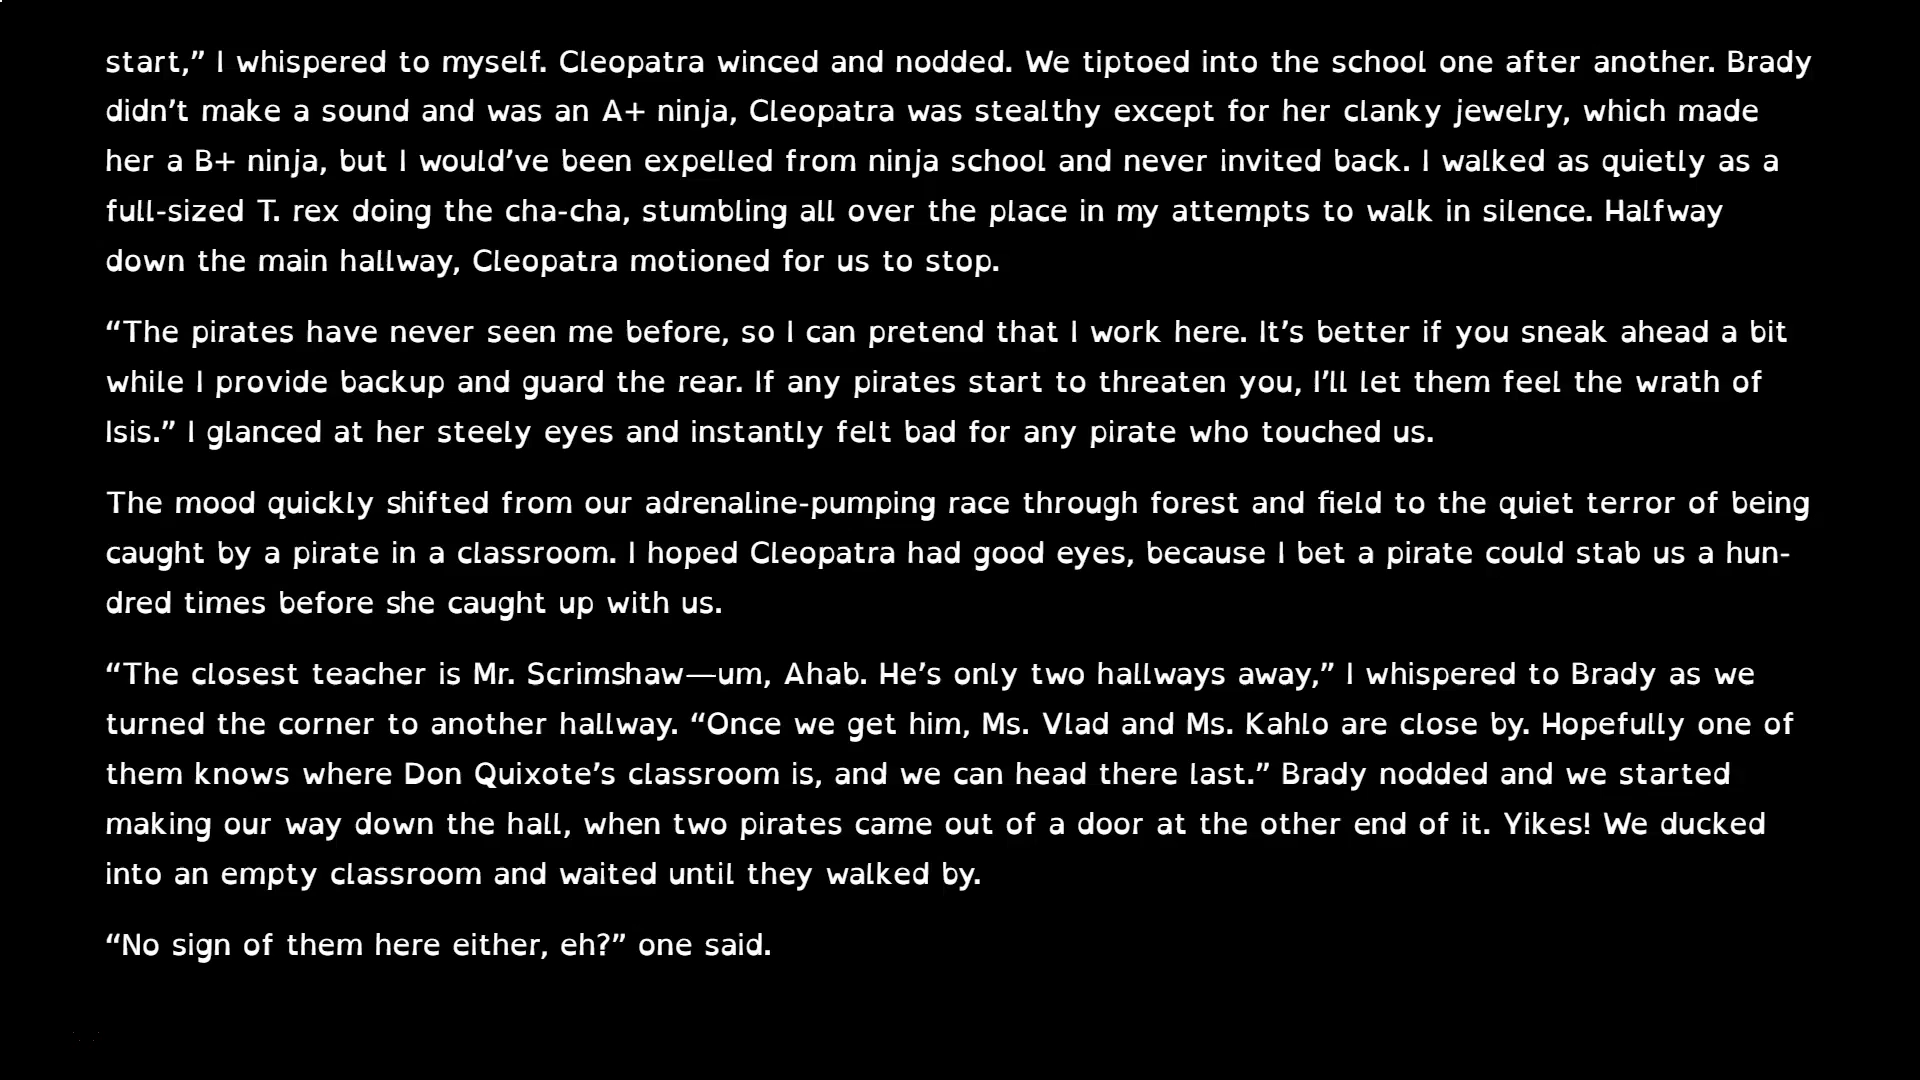 start,” I whispered to myself. Cleopatra winced and nodded. We tiptoed into the school one after another. Brady
didn’t make a sound and was an A+ ninja, Cleopatra was stealthy except for her clanky jewelry, which made
her a B+ ninja, but I would’ve been expelled from ninja school and never invited back. I walked as quietly as a
full-sized T. rex doing the cha-cha, stumbling all over the place in my attempts to walk in silence. Halfway
down the main hallway, Cleopatra motioned for us to stop.
“The pirates have never seen me before, so I can pretend that I work here. It’s better if you sneak ahead a bit
while I provide backup and guard the rear. If any pirates start to threaten you, I’ll let them feel the wrath of
Isis.” I glanced at her steely eyes and instantly felt bad for any pirate who touched us.
The mood quickly shifted from our adrenaline-pumping race through forest and field to the quiet terror of being
caught by a pirate in a classroom. I hoped Cleopatra had good eyes, because I bet a pirate could stab us a hun-
dred times before she caught up with us.
“The closest teacher is Mr. Scrimshaw—um, Ahab. He’s only two hallways away,” I whispered to Brady as we
turned the corner to another hallway. “Once we get him, Ms. Vlad and Ms. Kahlo are close by. Hopefully one of
them knows where Don Quixote’s classroom is, and we can head there last.” Brady nodded and we started
making our way down the hall, when two pirates came out of a door at the other end of it. Yikes! We ducked
into an empty classroom and waited until they walked by.
“No sign of them here either, eh?” one said.